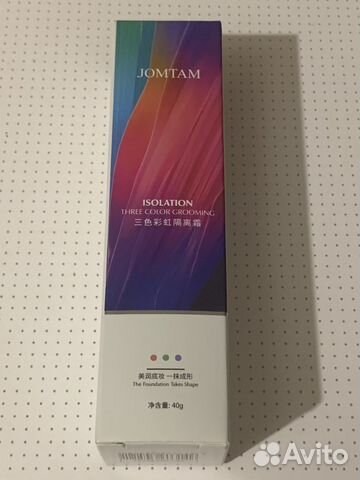 JOMTAM
ISOLATION
THREE COLOR GROOMING
三色彩虹隔离霜
美润底妆 一抹成形
The Foundation Takes Shape
净含量: 40g
Avito